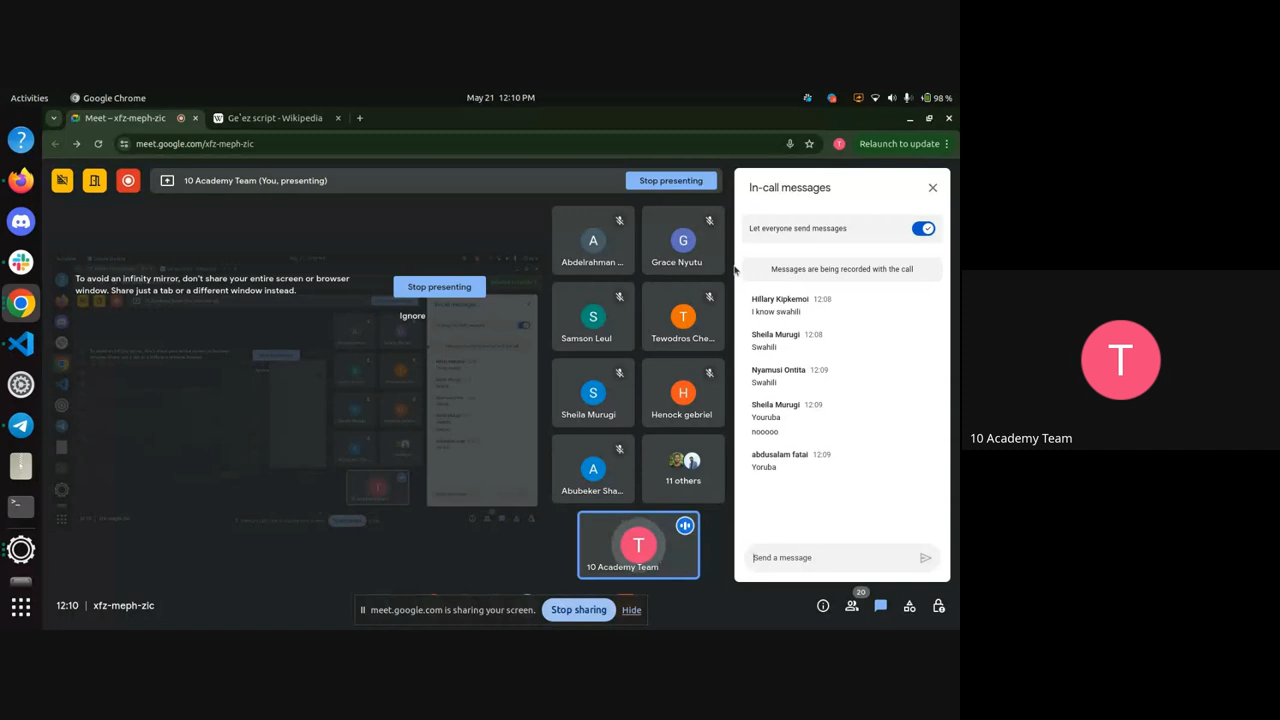 Activities
Google Chrome
May 21 12:10 PM
98 %
Meet – xfz-meph-zic
Ge`ez script - Wikipedia
meet.google.com/xfz-meph-zic
T
Relaunch to update
10 Academy Team (You, presenting)
Stop presenting
To avoid an infinity mirror, don't share your entire screen or browser
window. Share just a tab or a different window instead.
Stop presenting
Ignore
A
Abdelrahman ...
G
Grace Nyutu
S
Samson Leul
T
Tewodros Che...
S
Sheila Murugi
H
Henock gebriel
A
Abubeker Sha...
11 others
T
10 Academy Team
In-call messages
Let everyone send messages
Messages are being recorded with the call
Hillary Kipkemoi 12:08
I know swahili
Sheila Murugi 12:08
Swahili
Nyamusi Ontita 12:09
Swahili
Sheila Murugi 12:09
Youruba
nooooo
abdusalam fatai 12:09
Yoruba
Send a message
12:10 xfz-meph-zic
meet.google.com is sharing your screen.
Stop sharing
Hide
20
T
10 Academy Team